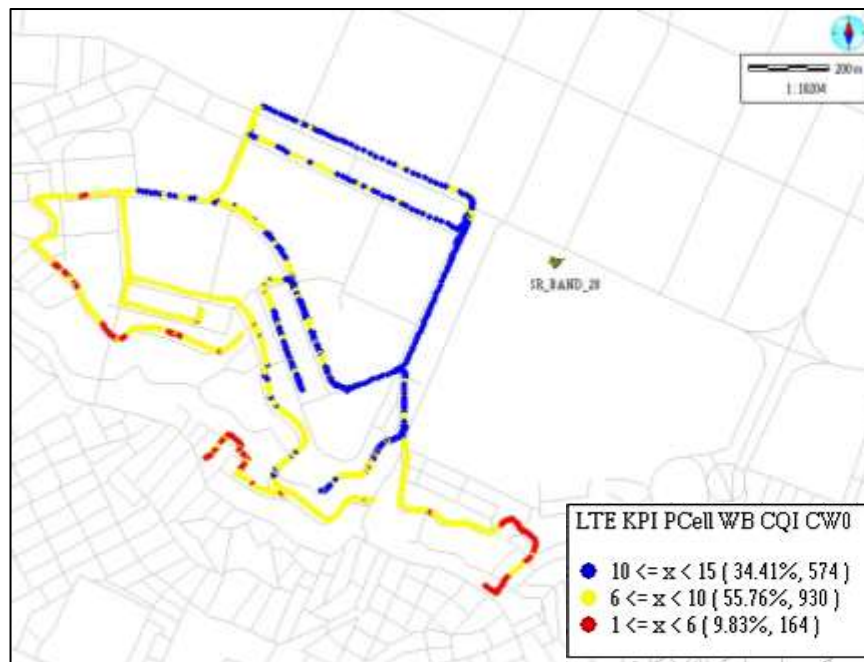 200 m
1 : 10204
SR_BAND_28
LTE KPI PCell WB CQI CW0
10 <= x < 15 ( 34.41%, 574 )
6 <= x < 10 ( 55.76%, 930 )
1 <= x < 6 ( 9.83%, 164 )